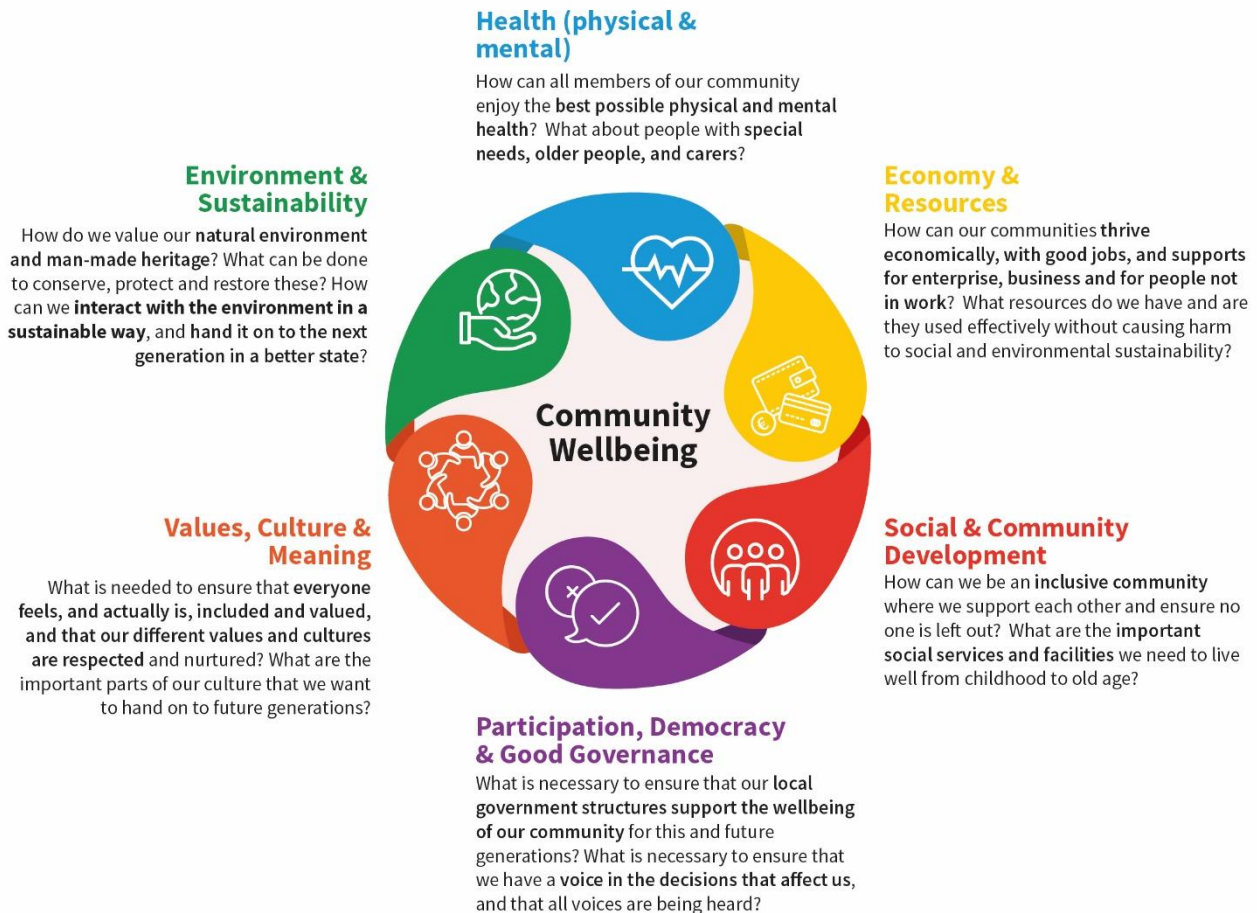 Health (physical &
mental)
How can all members of our community
enjoy the best possible physical and mental
health? What about people with special
needs, older people, and carers?
Environment &
Sustainability
How do we value our natural environment
and man-made heritage? What can be done
to conserve, protect and restore these? How
can we interact with the environment in a
sustainable way, and hand it on to the next
generation in a better state?
Economy &
Resources
How can our communities thrive
economically, with good jobs, and supports
for enterprise, business and for people not
in work? What resources do we have and are
they used effectively without causing harm
to social and environmental sustainability?
€
Community
Wellbeing
Values, Culture &
Meaning
What is needed to ensure that everyone
feels, and actually is, included and valued,
and that our different values and cultures
are respected and nurtured? What are the
important parts of our culture that we want
to hand on to future generations?
Social & Community
Development
How can we be an inclusive community
where we support each other and ensure no
one is left out? What are the important
social services and facilities we need to live
well from childhood to old age?
Participation, Democracy
& Good Governance
What is necessary to ensure that our local
government structures support the wellbeing
of our community for this and future
generations? What is necessary to ensure that
we have a voice in the decisions that affect us,
and that all voices are being heard?